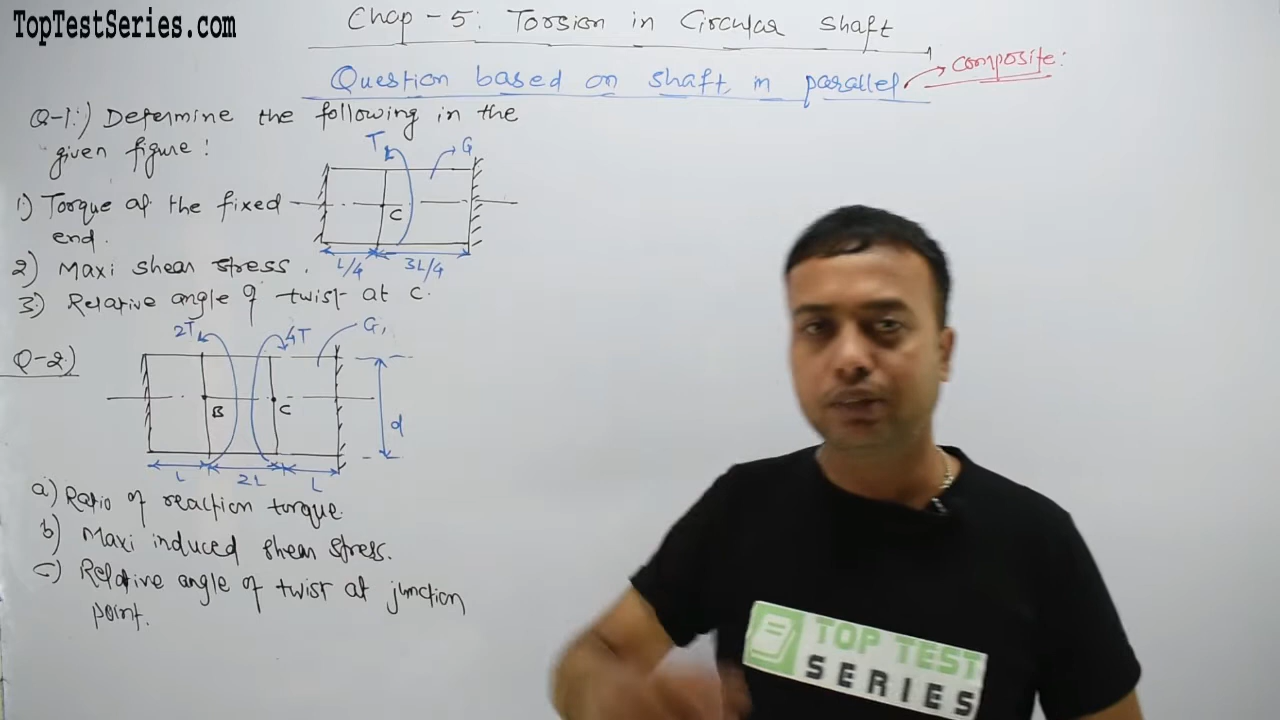 TopTestSeries.com
Chap-5: Torsion in Circular shaft
Question based on shaft in parallel
composite:
Q-1:) Determine the following in the
given figure:
T
G
1) Torque at the fixed
end.
C
L/4
3L/4
2) Maxi shear stress.
3) Relative angle of twist at C.
Q-2)
2T
4T
G,
B
C
d
L
2L
L
a) Ratio of reaction torque.
b) Maxi induced shear stress.
c) Relative angle of twist at junction
point.
TOP TEST
SERIES